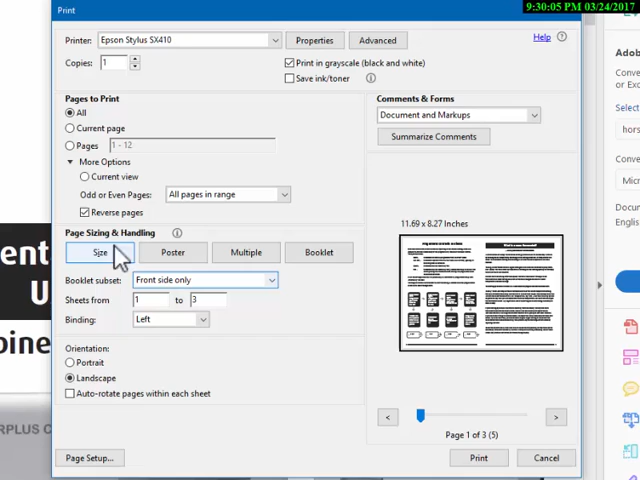 9:30:05 PM 03/24/2017
Print
Printer: Epson Stylus SX410 Properties Advanced Help
Copies: 1 Print in grayscale (black and white)
Save ink/toner
Pages to Print
All
Current page
Pages 1 - 12
More Options
Current view
Odd or Even Pages: All pages in range
Reverse pages
Comments & Forms
Document and Markups
Summarize Comments
Page Sizing & Handling
Size Poster Multiple Booklet
Booklet subset: Front side only
Sheets from 1 to 3
Binding: Left
Orientation:
Portrait
Landscape
Auto-rotate pages within each sheet
11.69 x 8.27 Inches
< >
Page 1 of 3 (5)
Page Setup... Print Cancel
Conve
or Exc
Select
hors
Conve
Micr
Docum
English
ent
U
pine
RPLUS C